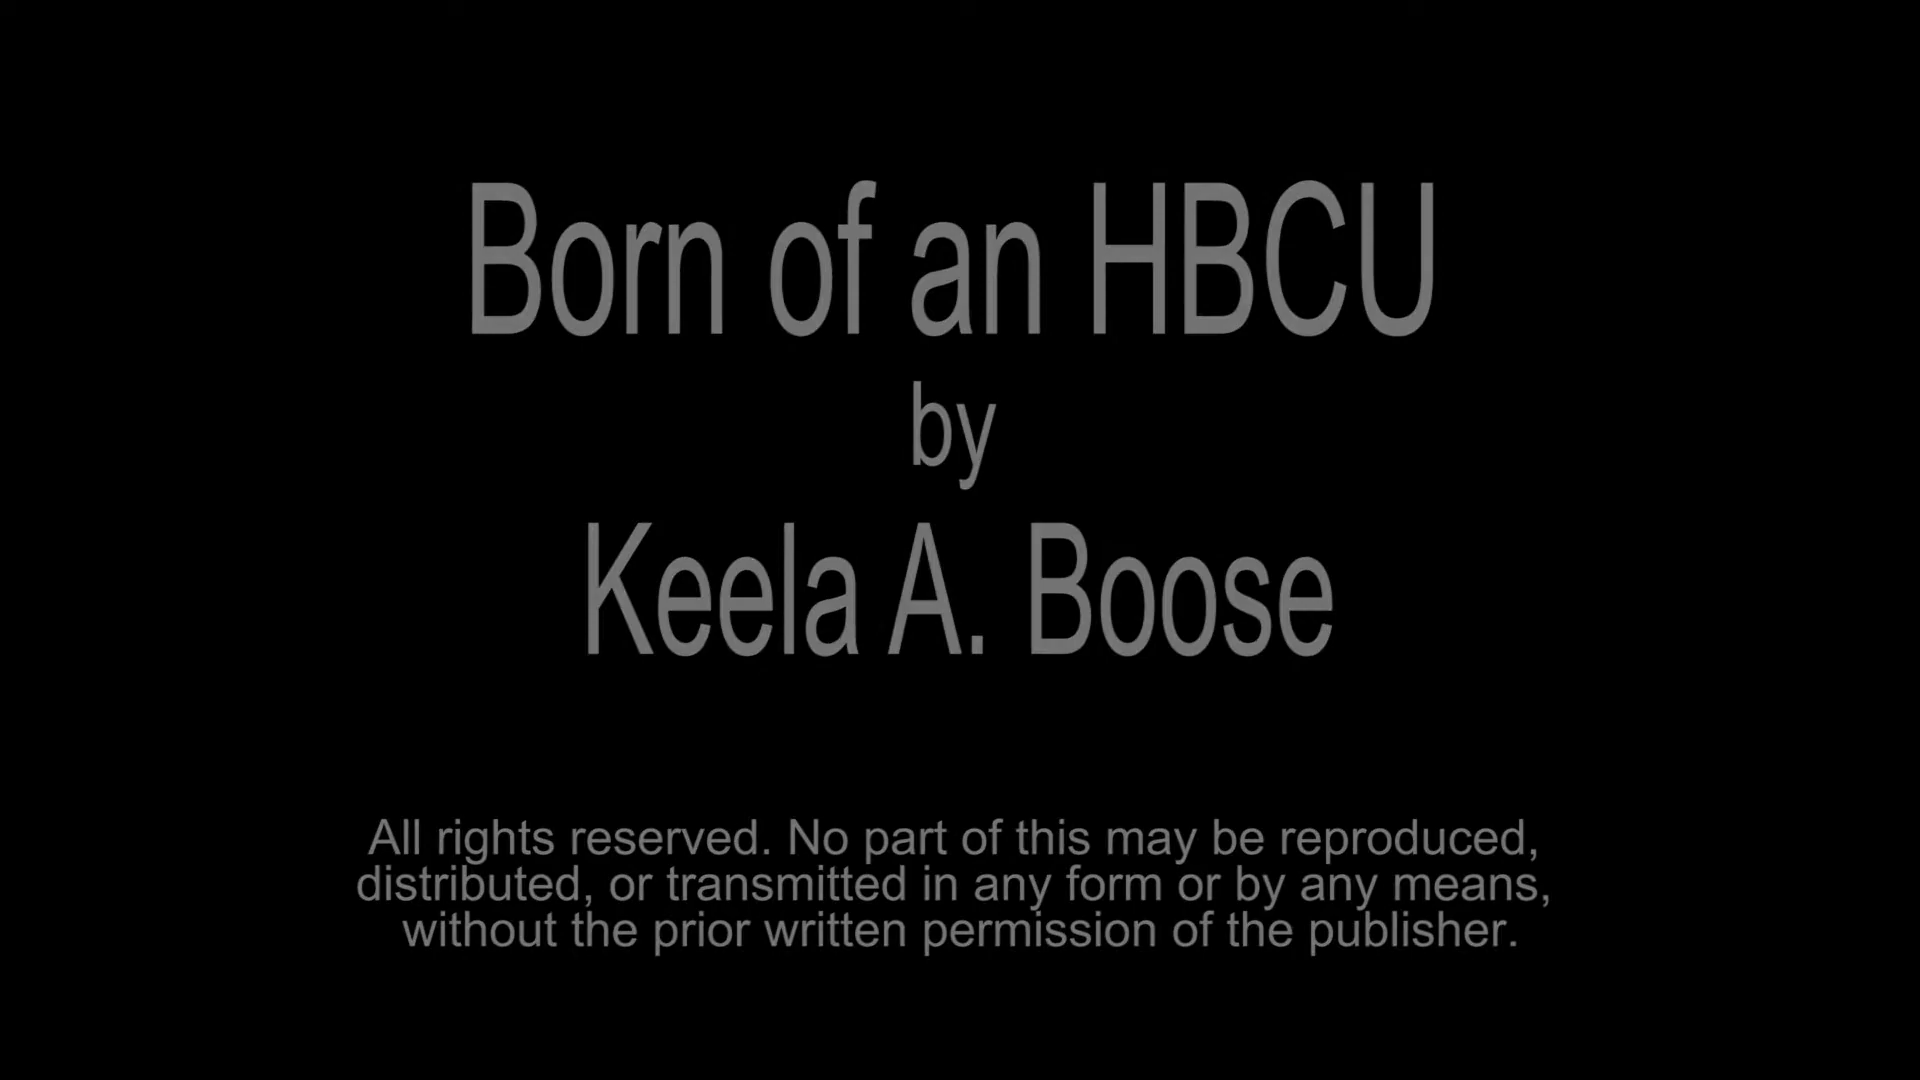 Born of an HBCU
by
Keela A. Boose
All rights reserved. No part of this may be reproduced,
distributed, or transmitted in any form or by any means,
without the prior written permission of the publisher.